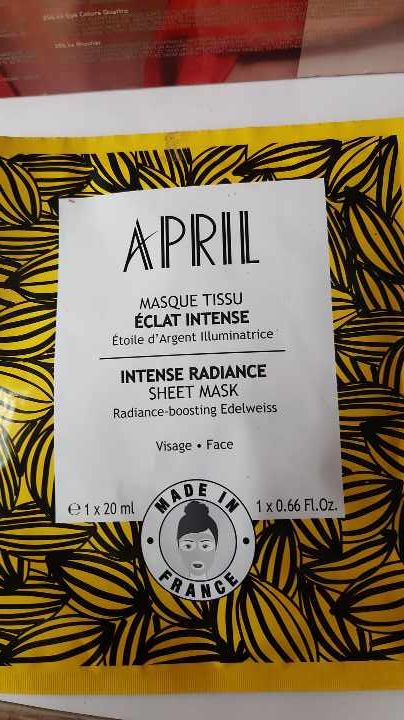 APRIL
MASQUE TISSU
ÉCLAT INTENSE
Étoile d'Argent Illuminatrice
INTENSE RADIANCE
SHEET MASK
Radiance-boosting Edelweiss
Visage • Face
℮ 1 x 20 ml
1 x 0.66 Fl.Oz.
MADE IN
FRANCE